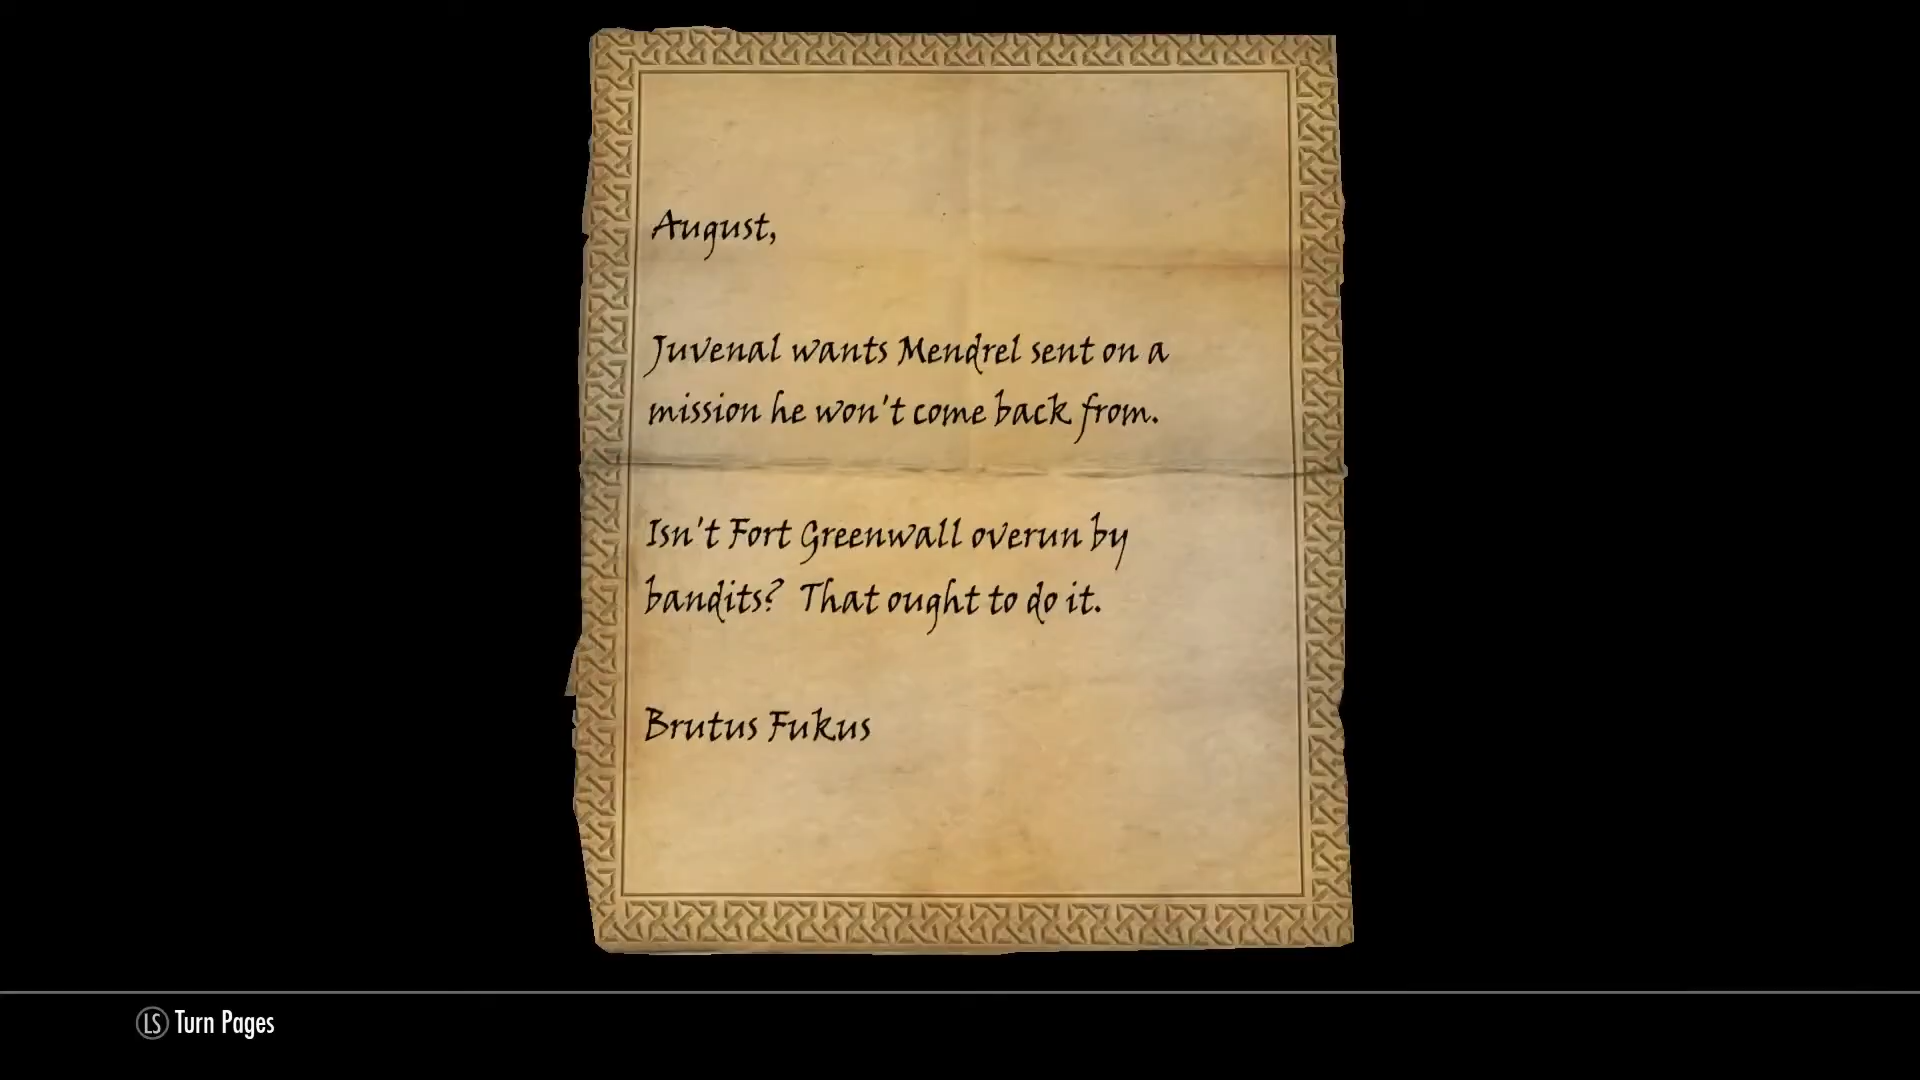 August,
Juvenal wants Mendrel sent on a
mission he won't come back from.
Isn't Fort Greenwall overun by
bandits? That ought to do it.
Brutus Fukus
LS Turn Pages